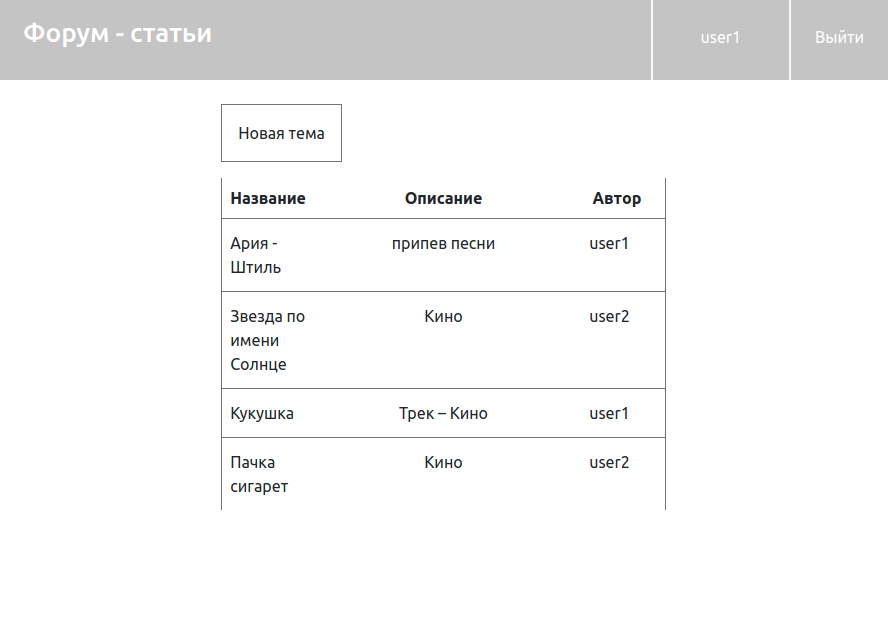 Форум - статьи
user1
Выйти
Новая тема
Название Описание Автор
Ария - припев песни user1
Штиль
Звезда по Кино user2
имени
Солнце
Кукушка Трек – Кино user1
Пачка Кино user2
сигарет